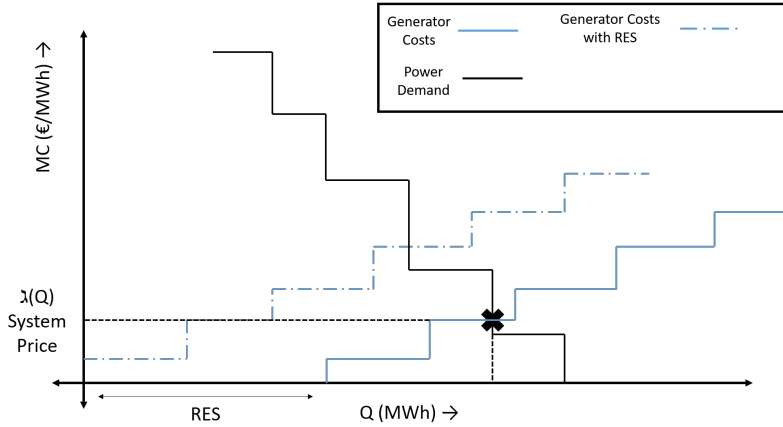 Generator
Costs
Generator Costs
with RES
Power
Demand
MC (€/MWh) →
λ(Q)
System
Price
RES
Q (MWh) →